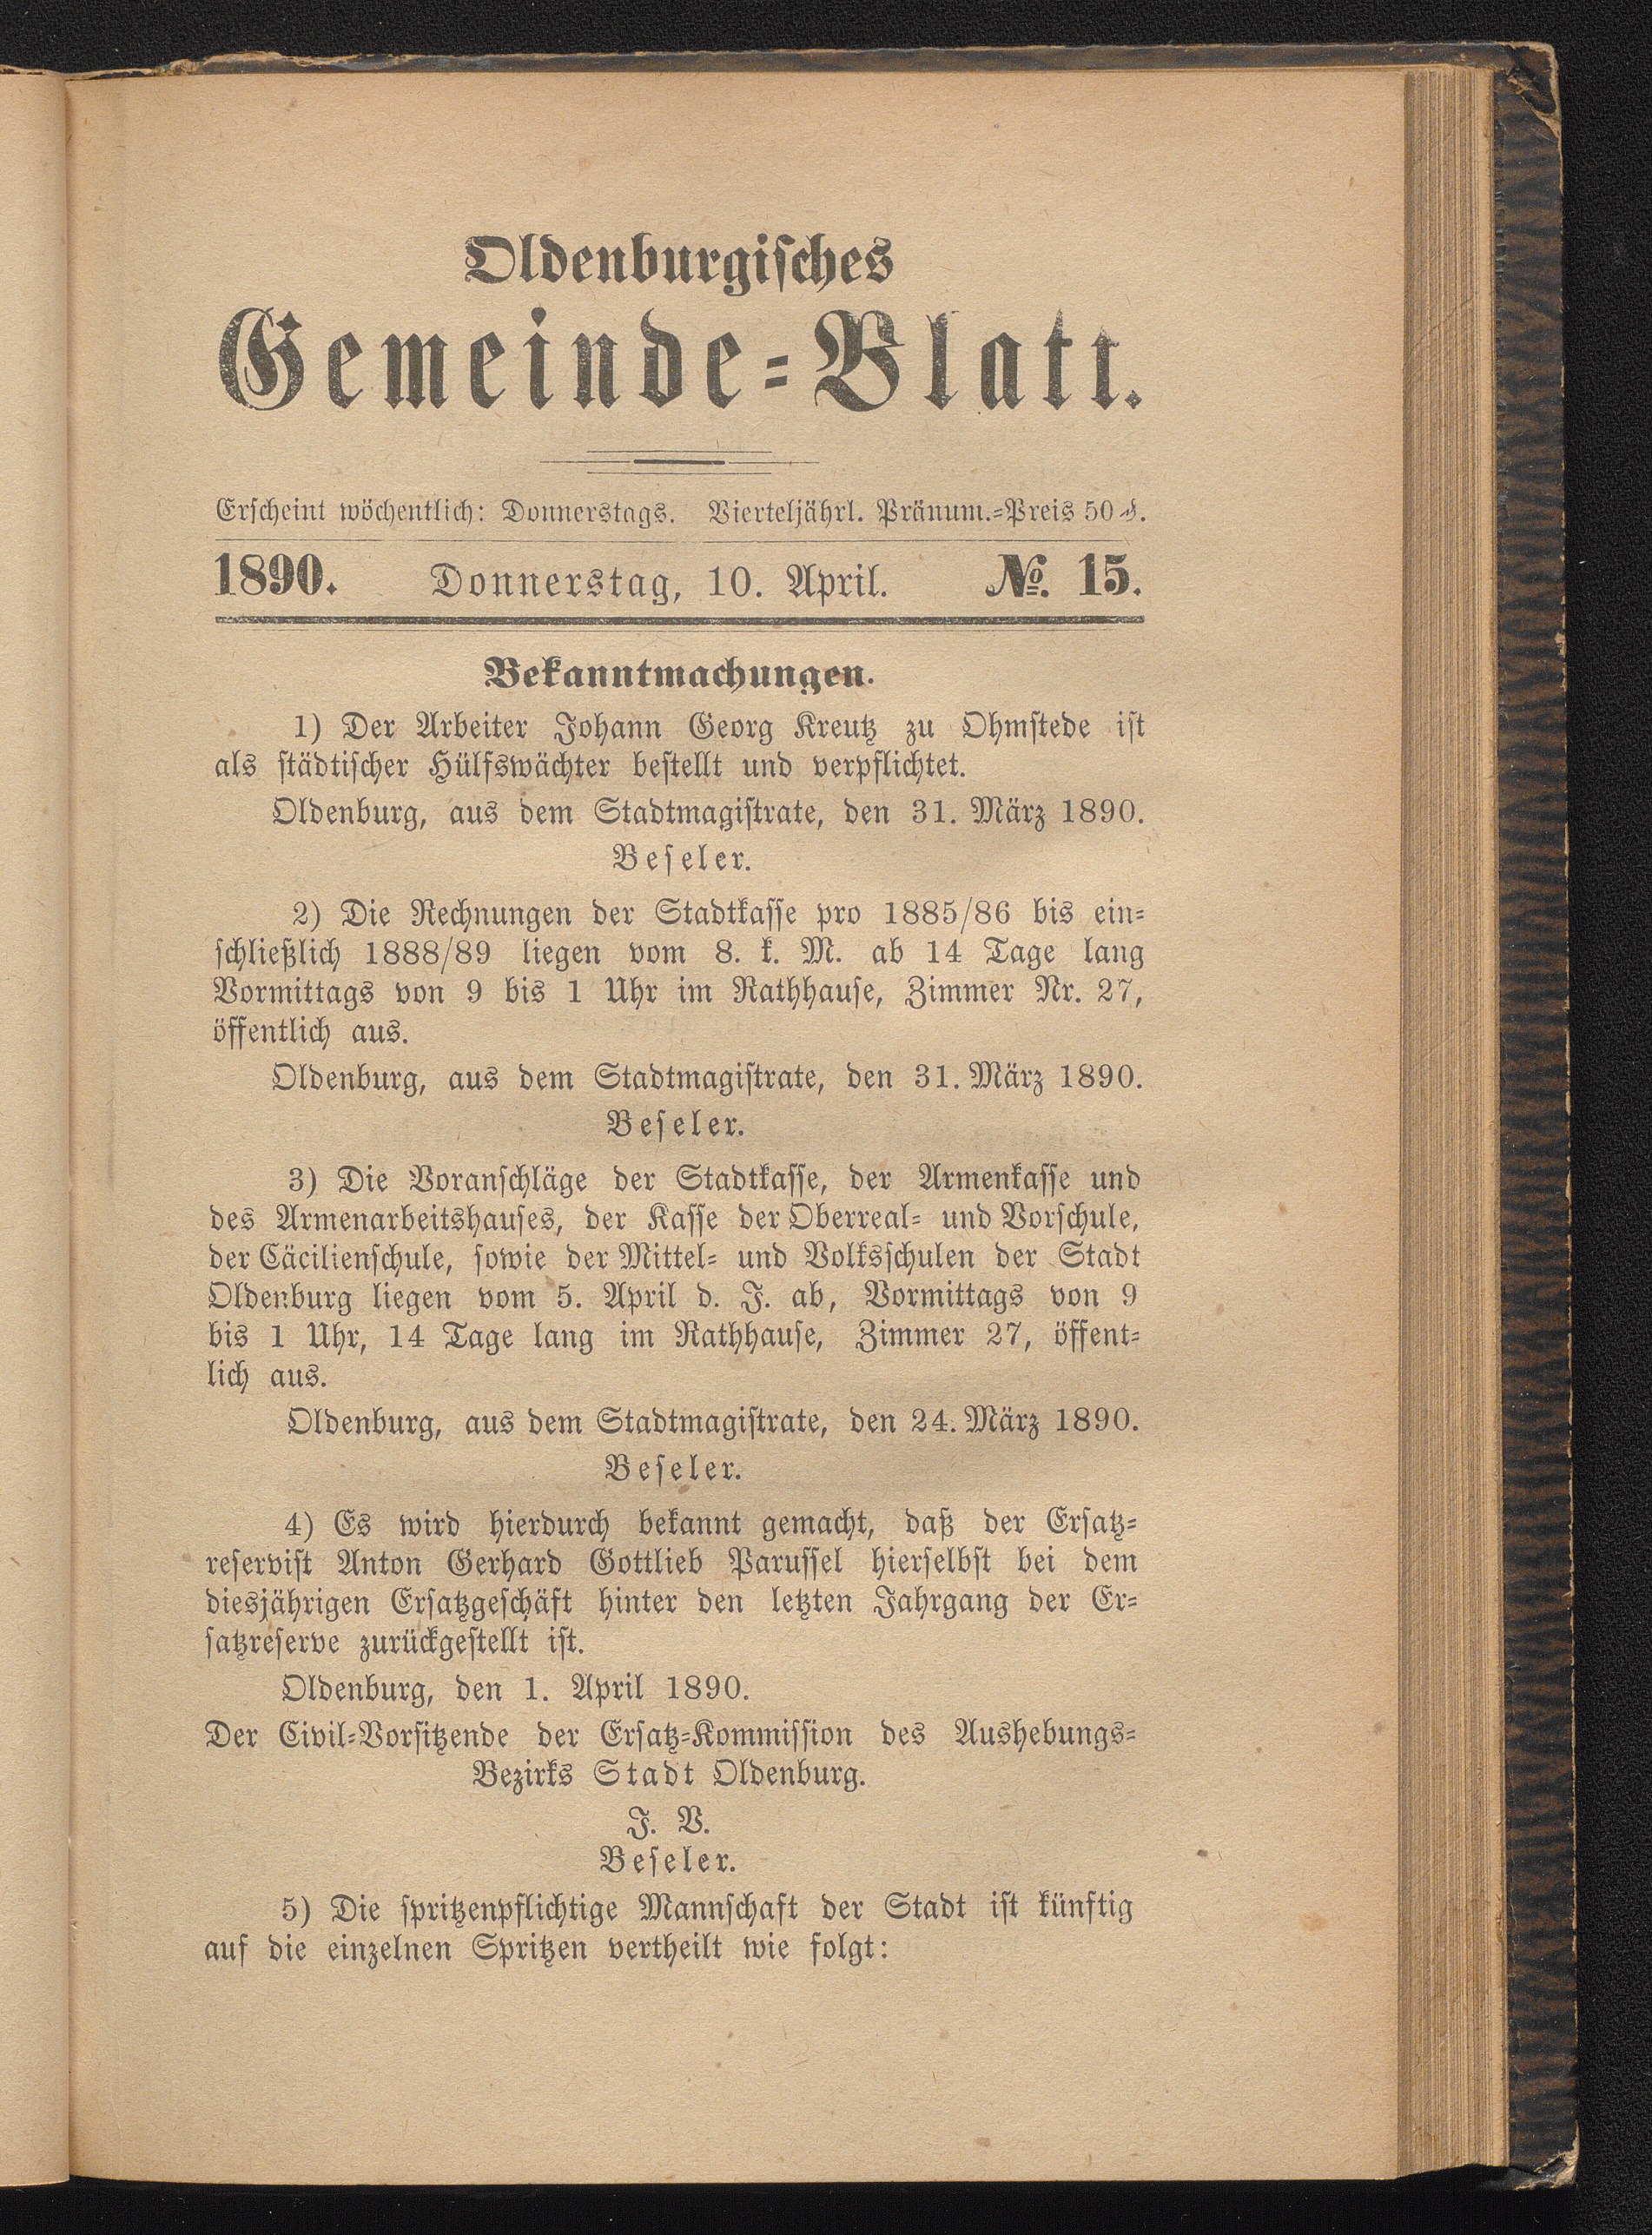 Oldenburgisches
Gemeinde-Blatt.
Erscheint wöchentlich: Donnerstags. Vierteljährl. Pränum.-Preis 50 ₰.
1890. Donnerstag, 10. April. №. 15.
Bekanntmachungen.
1) Der Arbeiter Johann Georg Kreutz zu Ohmstede ist
als städtischer Hülfswächter bestellt und verpflichtet.
Oldenburg, aus dem Stadtmagistrate, den 31. März 1890.
Beseler.
2) Die Rechnungen der Stadtkasse pro 1885/86 bis ein-
schließlich 1888/89 liegen vom 8. k. M. ab 14 Tage lang
Vormittags von 9 bis 1 Uhr im Rathhause, Zimmer Nr. 27,
öffentlich aus.
Oldenburg, aus dem Stadtmagistrate, den 31. März 1890.
Beseler.
3) Die Voranschläge der Stadtkasse, der Armenkasse und
des Armenarbeitshauses, der Kasse der Oberreal- und Vorschule,
der Cäcilienschule, sowie der Mittel- und Volksschulen der Stadt
Oldenburg liegen vom 5. April d. J. ab, Vormittags von 9
bis 1 Uhr, 14 Tage lang im Rathhause, Zimmer 27, öffent-
lich aus.
Oldenburg, aus dem Stadtmagistrate, den 24. März 1890.
Beseler.
4) Es wird hierdurch bekannt gemacht, daß der Ersatz-
reservist Anton Gerhard Gottlieb Parussel hierselbst bei dem
diesjährigen Ersatzgeschäft hinter den letzten Jahrgang der Er-
satzreserve zurückgestellt ist.
Oldenburg, den 1. April 1890.
Der Civil-Vorsitzende der Ersatz-Kommission des Aushebungs-
Bezirks Stadt Oldenburg.
J. V.
Beseler.
5) Die spritzenpflichtige Mannschaft der Stadt ist künftig
auf die einzelnen Spritzen vertheilt wie folgt: